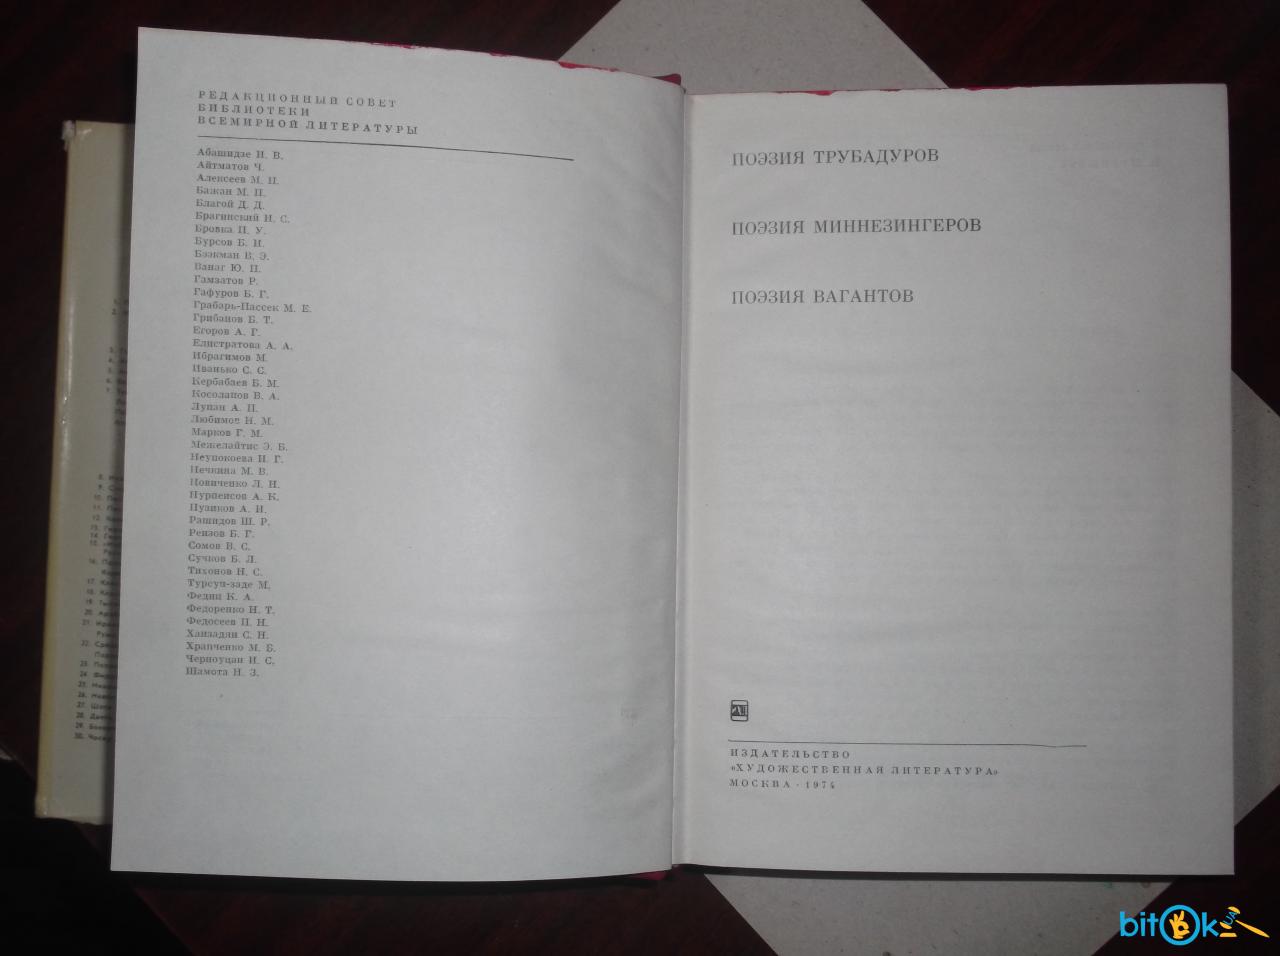 РЕДАКЦИОННЫЙ СОВЕТ
БИБЛИОТЕКИ
ВСЕМИРНОЙ ЛИТЕРАТУРЫ
Абашидзе И. В.
Айтматов Ч.
Алексеев М. П.
Бажан М. П.
Благой Д. Д.
Брагинский И. С.
Бровка П. У.
Бурсов Б. И.
Бээкман В. Э.
Ванаг Ю. П.
Гамзатов Р.
Гафуров Б. Г.
Грабарь-Пассек М. Е.
Грибанов Б. Т.
Егоров А. Г.
Елистратова А. А.
Ибрагимов М.
Иванько С. С.
Кербабаев Б. М.
Косолапов В. А.
Лупан А. П.
Любимов Н. М.
Марков Г. М.
Межелайтис Э. Б.
Неупокоева И. Г.
Нечкина М. В.
Новиченко Л. Н.
Нурпеисов А. К.
Пузиков А. И.
Рашидов Ш. Р.
Реизов Б. Г.
Сомов В. С.
Сучков Б. Л.
Тихонов Н. С.
Турсун-заде М.
Федин К. А.
Федоренко Н. Т.
Федосеев П. Н.
Ханзадян С. Н.
Храпченко М. Б.
Черноуцан И. С.
Шамота Н. З.
ПОЭЗИЯ ТРУБАДУРОВ
ПОЭЗИЯ МИННЕЗИНГЕРОВ
ПОЭЗИЯ ВАГАНТОВ
ИЗДАТЕЛЬСТВО
«ХУДОЖЕСТВЕННАЯ ЛИТЕРАТУРА»
МОСКВА · 1974
bitOk UA